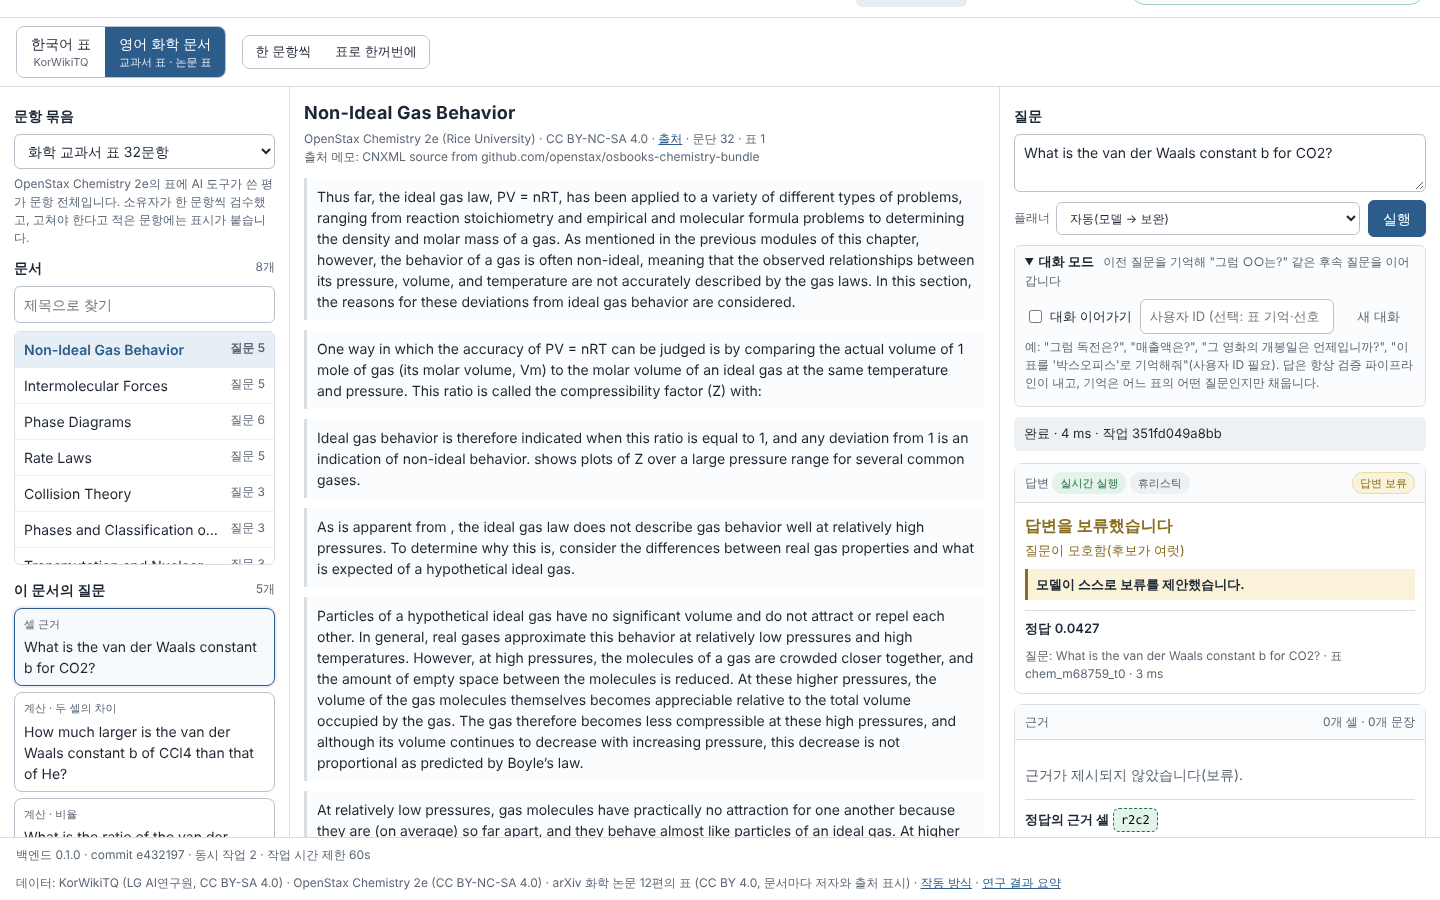 한국어 표
KorWikiTQ
영어 화학 문서
교과서 표 · 논문 표
한 문항씩
표로 한꺼번에
문항 묶음
화학 교과서 표 32문항
OpenStax Chemistry 2e의 표에 AI 도구가 쓴 평
가 문항 전체입니다. 소유자가 한 문항씩 검수했
고, 고쳐야 한다고 적은 문항에는 표시가 붙습니
다.
문서
8개
제목으로 찾기
Non-Ideal Gas Behavior 질문 5
Intermolecular Forces 질문 5
Phase Diagrams 질문 6
Rate Laws 질문 5
Collision Theory 질문 3
Phases and Classification o... 질문 3
이 문서의 질문
5개
셀 근거
What is the van der Waals constant
b for CO2?
계산 · 두 셀의 차이
How much larger is the van der
Waals constant b of CCl4 than that
of He?
계산 · 비율
What is the ratio of the van der
Non-Ideal Gas Behavior
OpenStax Chemistry 2e (Rice University) · CC BY-NC-SA 4.0 · 출처 · 문단 32 · 표 1
출처 메모: CNXML source from github.com/openstax/osbooks-chemistry-bundle
Thus far, the ideal gas law, PV = nRT, has been applied to a variety of different types of problems,
ranging from reaction stoichiometry and empirical and molecular formula problems to determining
the density and molar mass of a gas. As mentioned in the previous modules of this chapter,
however, the behavior of a gas is often non-ideal, meaning that the observed relationships between
its pressure, volume, and temperature are not accurately described by the gas laws. In this section,
the reasons for these deviations from ideal gas behavior are considered.
One way in which the accuracy of PV = nRT can be judged is by comparing the actual volume of 1
mole of gas (its molar volume, Vm) to the molar volume of an ideal gas at the same temperature
and pressure. This ratio is called the compressibility factor (Z) with:
Ideal gas behavior is therefore indicated when this ratio is equal to 1, and any deviation from 1 is an
indication of non-ideal behavior. shows plots of Z over a large pressure range for several common
gases.
As is apparent from , the ideal gas law does not describe gas behavior well at relatively high
pressures. To determine why this is, consider the differences between real gas properties and what
is expected of a hypothetical ideal gas.
Particles of a hypothetical ideal gas have no significant volume and do not attract or repel each
other. In general, real gases approximate this behavior at relatively low pressures and high
temperatures. However, at high pressures, the molecules of a gas are crowded closer together, and
the amount of empty space between the molecules is reduced. At these higher pressures, the
volume of the gas molecules themselves becomes appreciable relative to the total volume
occupied by the gas. The gas therefore becomes less compressible at these high pressures, and
although its volume continues to decrease with increasing pressure, this decrease is not
proportional as predicted by Boyle's law.
At relatively low pressures, gas molecules have practically no attraction for one another because
they are (on average) so far apart, and they behave almost like particles of an ideal gas. At higher
질문
What is the van der Waals constant b for CO2?
플래너
자동(모델 → 보완)
실행
▼ 대화 모드 이전 질문을 기억해 "그럼 ○○는?" 같은 후속 질문을 이어
갑니다
대화 이어가기
사용자 ID (선택: 표 기억·선호
새 대화
예: "그럼 독전은?", "매출액은?", "그 영화의 개봉일은 언제입니까?", "이
표를 '박스오피스'로 기억해줘"(사용자 ID 필요). 답은 항상 검증 파이프라
인이 내고, 기억은 어느 표의 어떤 질문인지만 채웁니다.
완료 · 4 ms · 작업 351fd049a8bb
답변 실시간 실행 휴리스틱 답변 보류
답변을 보류했습니다
질문이 모호함(후보가 여럿)
모델이 스스로 보류를 제안했습니다.
정답 0.0427
질문: What is the van der Waals constant b for CO2? · 표
chem_m68759_t0 · 3 ms
근거
0개 셀 · 0개 문장
근거가 제시되지 않았습니다(보류).
정답의 근거 셀 r2c2
백엔드 0.1.0 · commit e432197 · 동시 작업 2 · 작업 시간 제한 60s
데이터: KorWikiTQ (LG AI연구원, CC BY-SA 4.0) · OpenStax Chemistry 2e (CC BY-NC-SA 4.0) · arXiv 화학 논문 12편의 표 (CC BY 4.0, 문서마다 저자와 출처 표시) · 작동 방식 · 연구 결과 요약